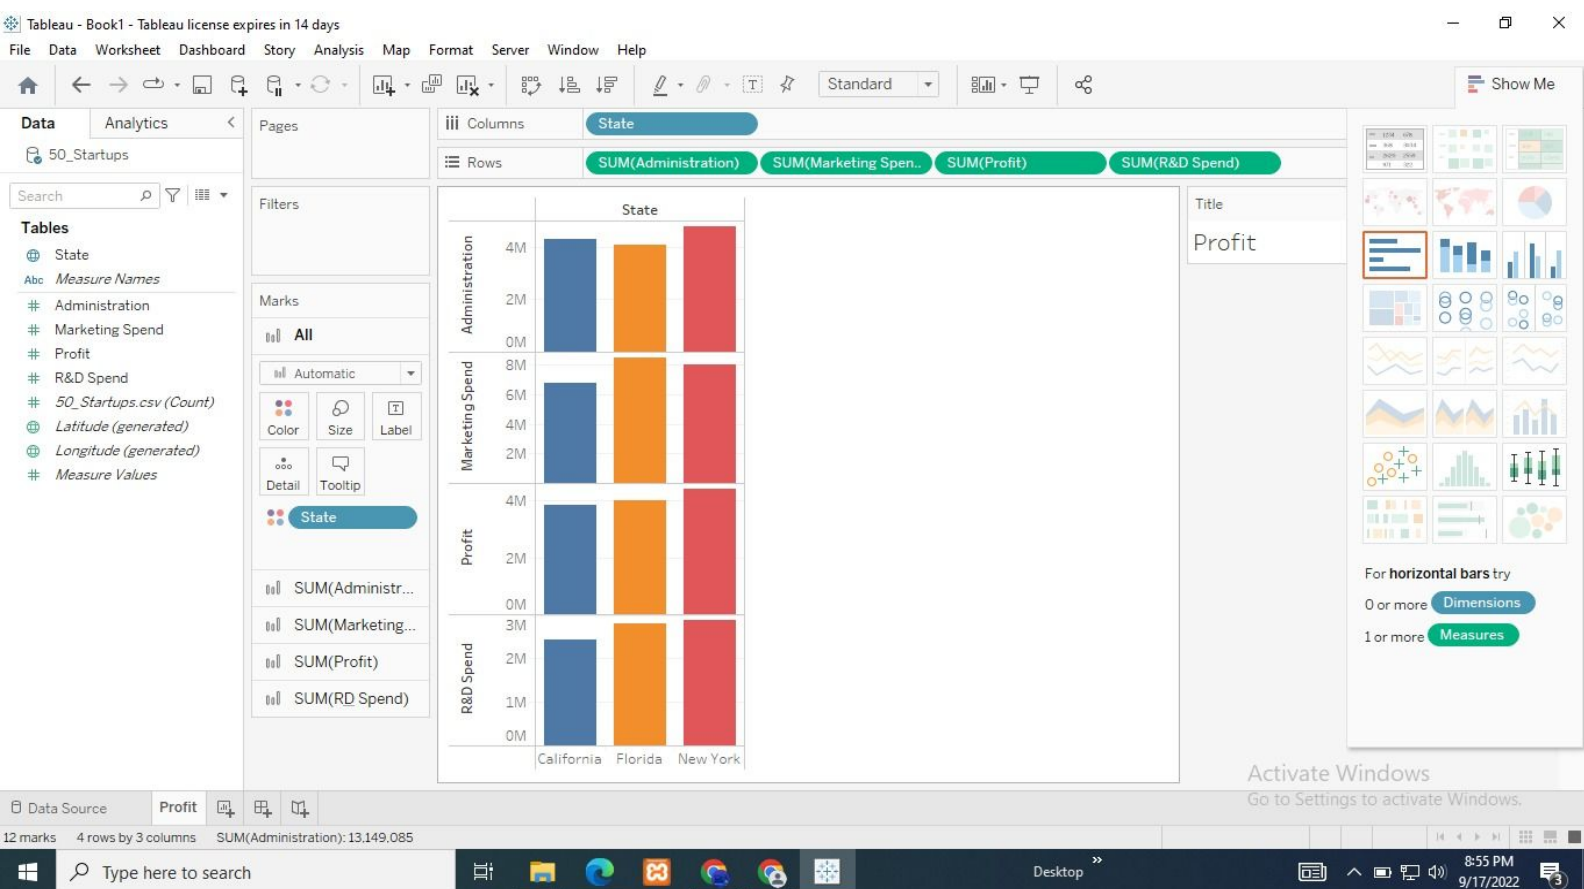 Tableau - Book1 - Tableau license expires in 14 days
File Data Worksheet Dashboard Story Analysis Map Format Server Window Help
Standard
Show Me
Data Analytics
50_Startups
Search
Tables
State
Abc Measure Names
# Administration
# Marketing Spend
# Profit
# R&D Spend
# 50_Startups.csv (Count)
Latitude (generated)
Longitude (generated)
# Measure Values
Pages
Filters
Marks
All
Automatic
Color Size Label
Detail Tooltip
State
SUM(Administr...
SUM(Marketing...
SUM(Profit)
SUM(RD Spend)
Columns State
Rows SUM(Administration) SUM(Marketing Spen.. SUM(Profit) SUM(R&D Spend)
State
Administration
4M
2M
0M
Marketing Spend
8M
6M
4M
2M
Profit
4M
2M
0M
R&D Spend
3M
2M
1M
0M
California Florida New York
Title
Profit
For horizontal bars try
0 or more Dimensions
1 or more Measures
Activate Windows
Go to Settings to activate Windows.
Data Source Profit
12 marks 4 rows by 3 columns SUM(Administration): 13,149,085
Type here to search
Desktop
8:55 PM
9/17/2022
3